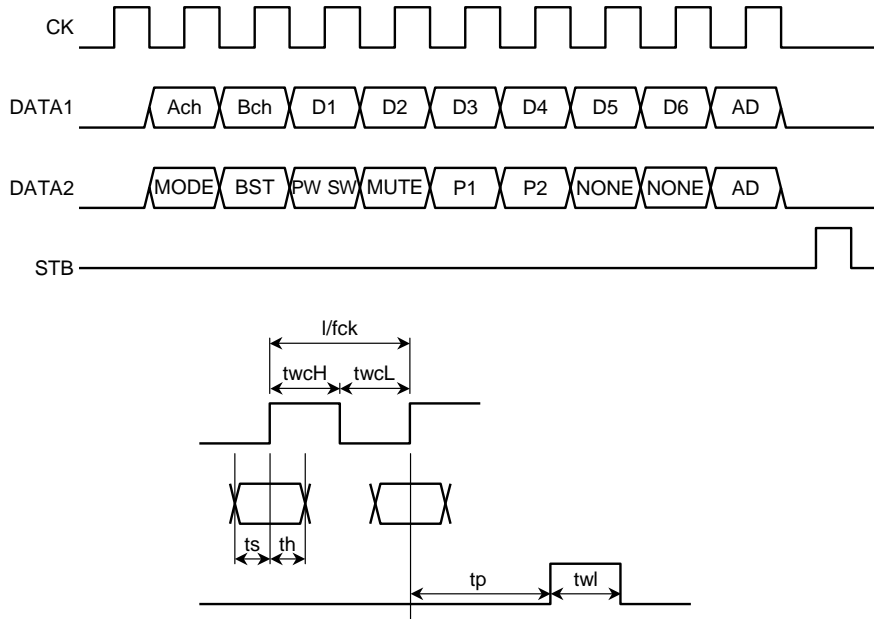 CK
DATA1 Ach Bch D1 D2 D3 D4 D5 D6 AD
DATA2 MODE BST PW SW MUTE P1 P2 NONE NONE AD
STB
l/fck
twcH twcL
ts th
tp twl